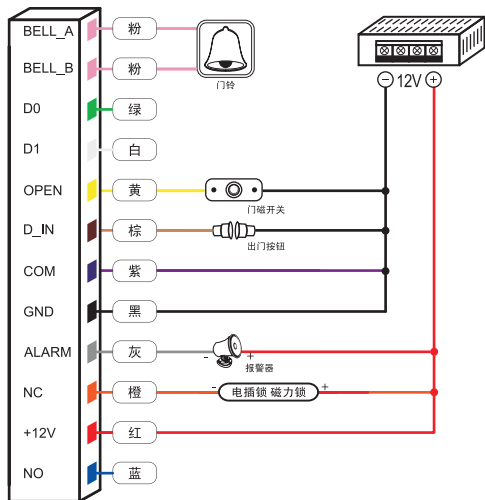 BELL_A 粉
BELL_B 粉
门铃
− 12V +
D0 绿
D1 白
OPEN 黄
门磁开关
D_IN 棕
出门按钮
COM 紫
GND 黑
ALARM 灰 - +
报警器
NC 橙 - 电插锁 磁力锁 +
+12V 红
NO 蓝